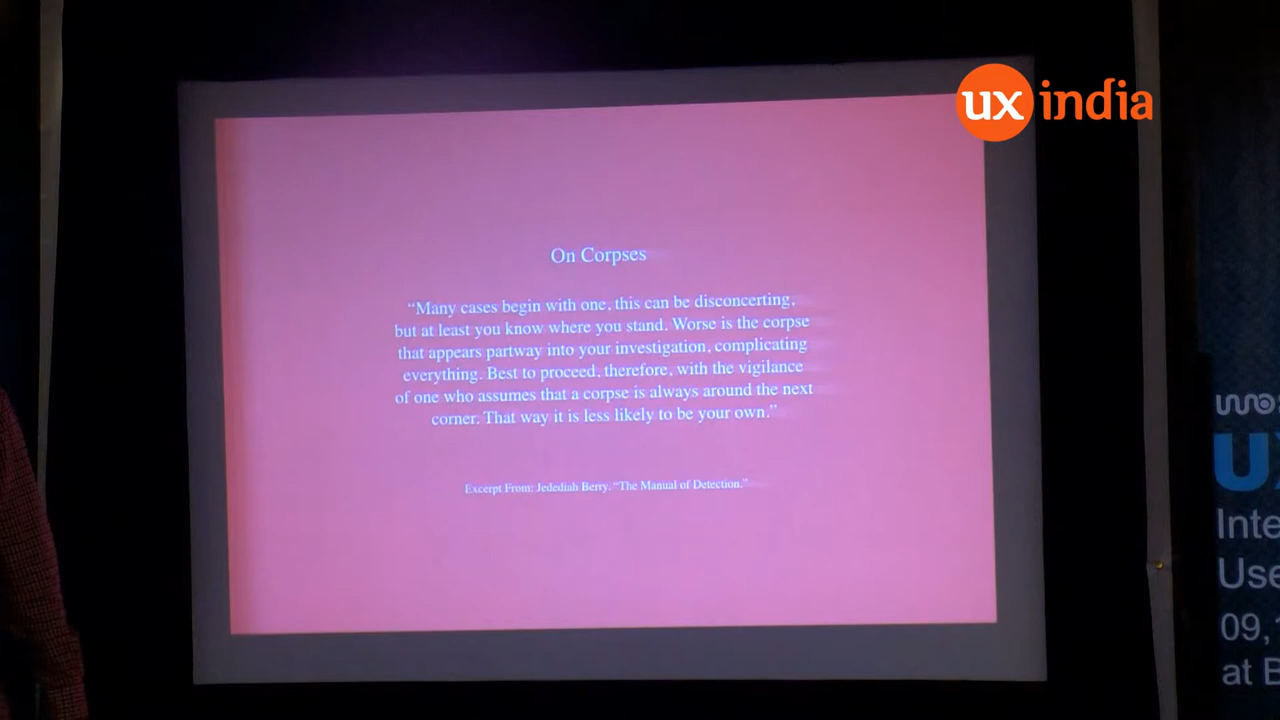 ux india
On Corpses
“Many cases begin with one, this can be disconcerting,
but at least you know where you stand. Worse is the corpse
that appears partway into your investigation, complicating
everything. Best to proceed, therefore, with the vigilance
of one who assumes that a corpse is always around the next
corner. That way it is less likely to be your own.”
Excerpt From: Jedediah Berry. “The Manual of Detection.”
Inte
Use
09,
at B